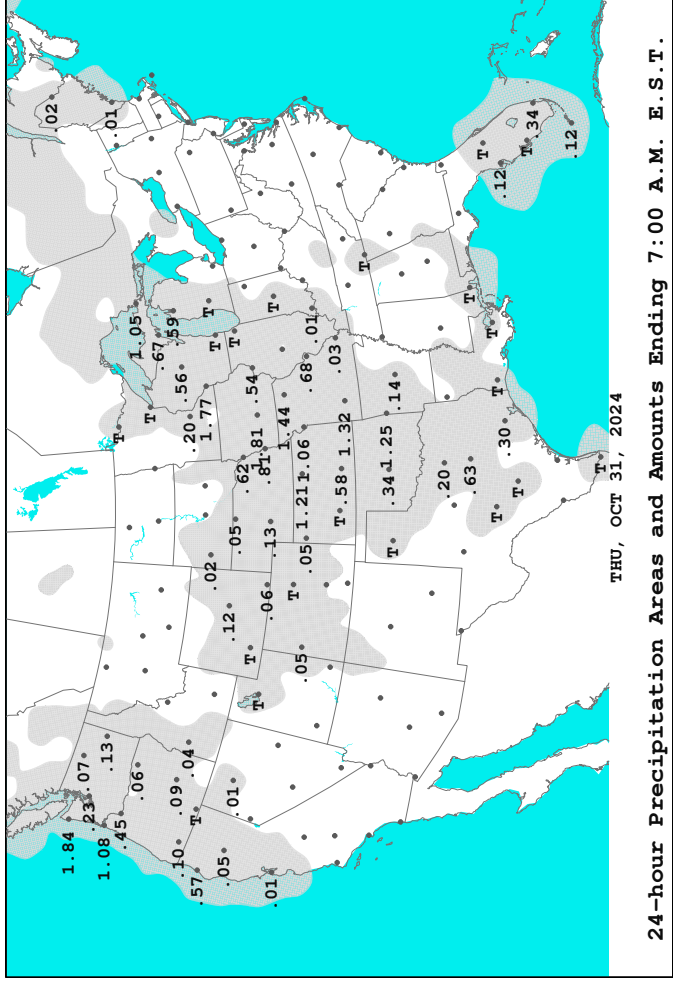 .02
1.84
.07
.23
1.08
.13
.01
T
.45
.06
1.05
T
.67
.59
.09
.10
.56
.04
.20
T
.57
1.77
T
.02
T
.05
.12
.01
T
.05
.62
T
.54
1.81
T
.81
.06
.13
.01
T
1.44
T
.05
1.21
1.06
.05
.68
.01
.03
T
.58
1.32
T
1.25
.34
T
.14
.20
T
.63
T
T
T
T
.12
.30
T
T
.34
.12
T
THU, OCT 31, 2024
24-hour Precipitation Areas and Amounts Ending 7:00 A.M. E.S.T.